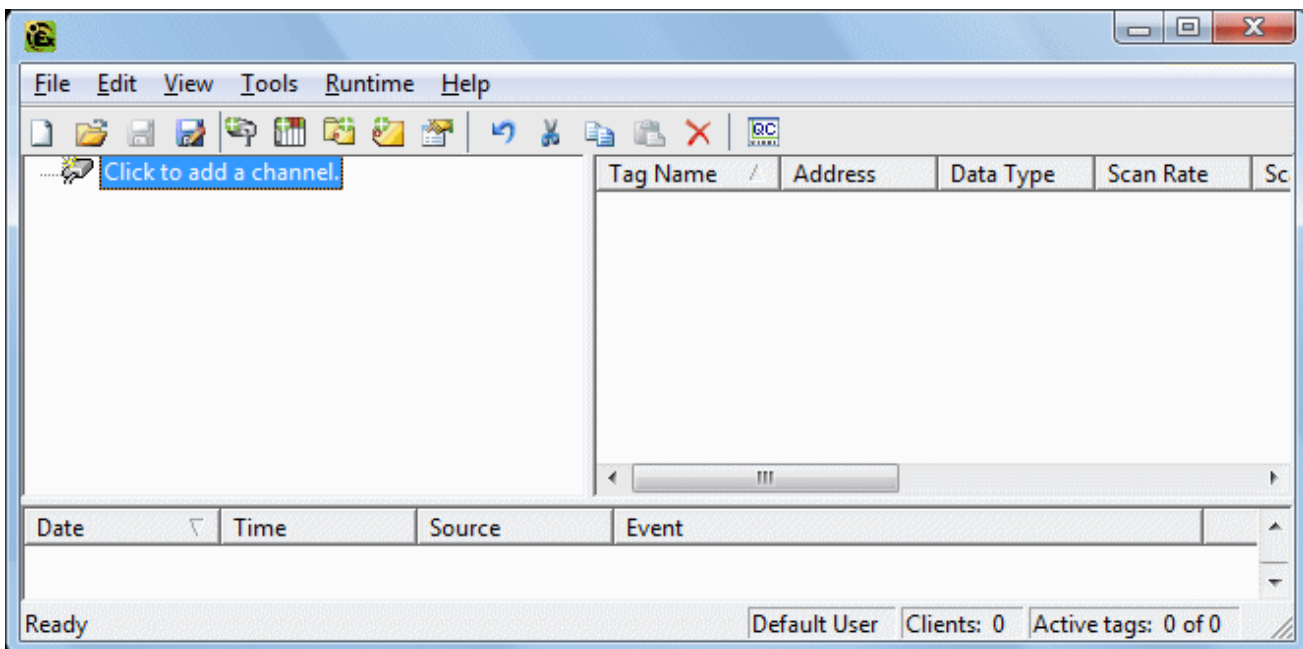 File Edit View Tools Runtime Help
QC
Click to add a channel.
Tag Name Address Data Type Scan Rate Sc
Date Time Source Event
Ready Default User Clients: 0 Active tags: 0 of 0